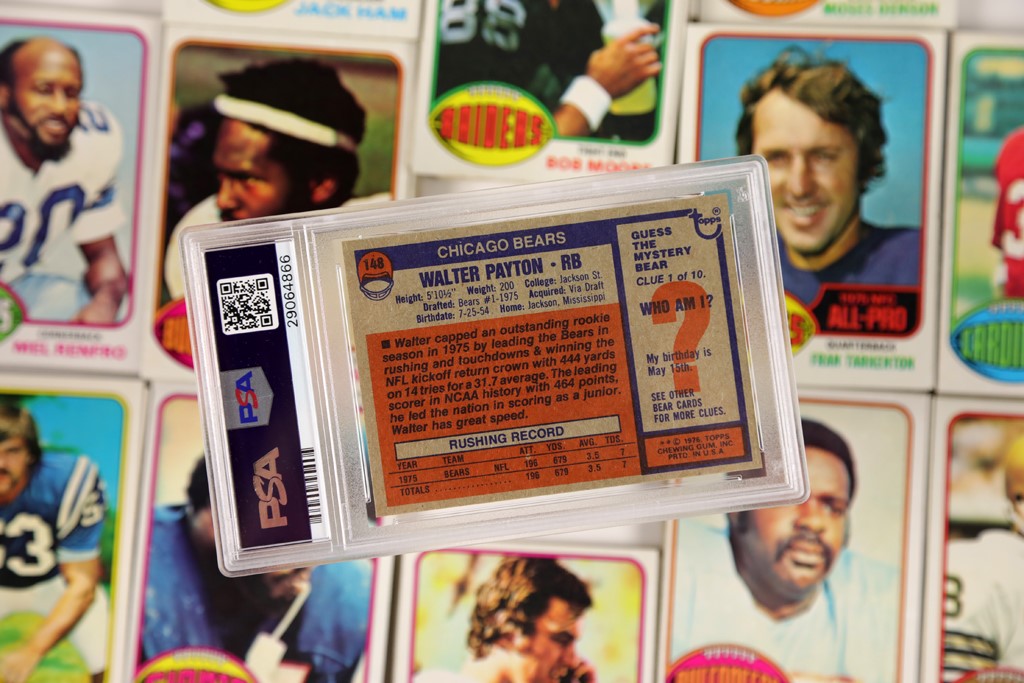 JACK HAM
MOSES DENSON
RAIDERS
TIGHT END
BOB MOORE
CORNERBACK
MEL RENFRO
1975 NFC
ALL-PRO
QUARTERBACK
FRAN TARKENTON
29064866
PSA
PSA
148
CHICAGO BEARS
WALTER PAYTON • RB
Height: 5'10½" Weight: 200 College: Jackson St.
Drafted: Bears #1-1975 Acquired: Via Draft
Birthdate: 7-25-54 Home: Jackson, Mississippi
■ Walter capped an outstanding rookie
season in 1975 by leading the Bears in
rushing and touchdowns & winning the
NFL kickoff return crown with 444 yards
on 14 tries for a 31.7 average. The leading
scorer in NCAA history with 464 points,
he led the nation in scoring as a junior.
Walter has great speed.
RUSHING RECORD
YEAR TEAM ATT. YDS. AVG. TDS.
1975 BEARS NFL 196 679 3.5 7
TOTALS 196 679 3.5 7
topps®
GUESS
THE
MYSTERY
BEAR
CLUE 1 of 10.
WHO AM I?
?
My birthday is
May 15th.
SEE OTHER
BEAR CARDS
FOR MORE CLUES.
** © 1976, TOPPS
CHEWING GUM, INC.
PRTD. IN U.S.A.